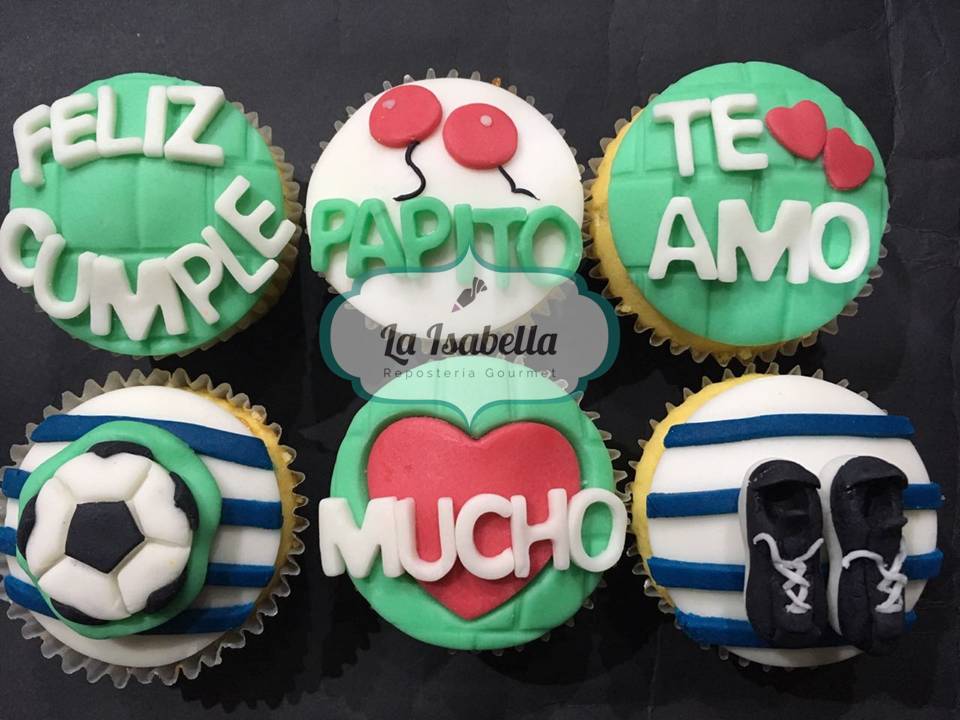 FELIZ
CUMPLE
PAPITO
TE
AMO
La Isabella
Repostería Gourmet
MUCHO